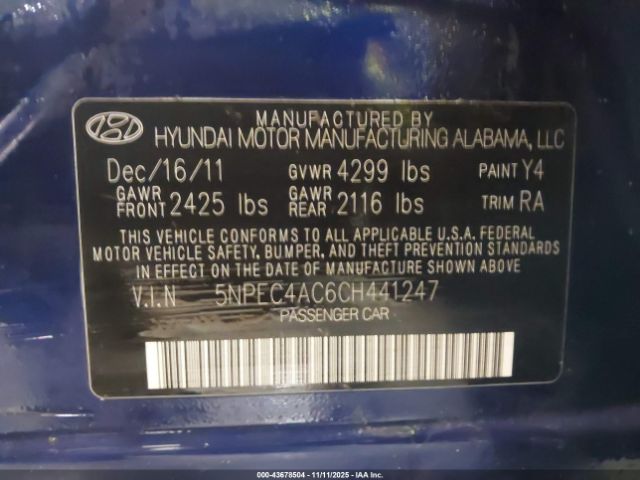 MANUFACTURED BY
HYUNDAI MOTOR MANUFACTURING ALABAMA, LLC
Dec/16/11 GVWR 4299 lbs PAINT Y4
GAWR FRONT 2425 lbs GAWR REAR 2116 lbs TRIM RA
THIS VEHICLE CONFORMS TO ALL APPLICABLE U.S.A. FEDERAL
MOTOR VEHICLE SAFETY, BUMPER, AND THEFT PREVENTION STANDARDS
IN EFFECT ON THE DATE OF MANUFACTURE SHOWN ABOVE
V.I.N 5NPEC4AC6CH441247
PASSENGER CAR
000-43678504 - 11/11/2025 - IAA Inc.